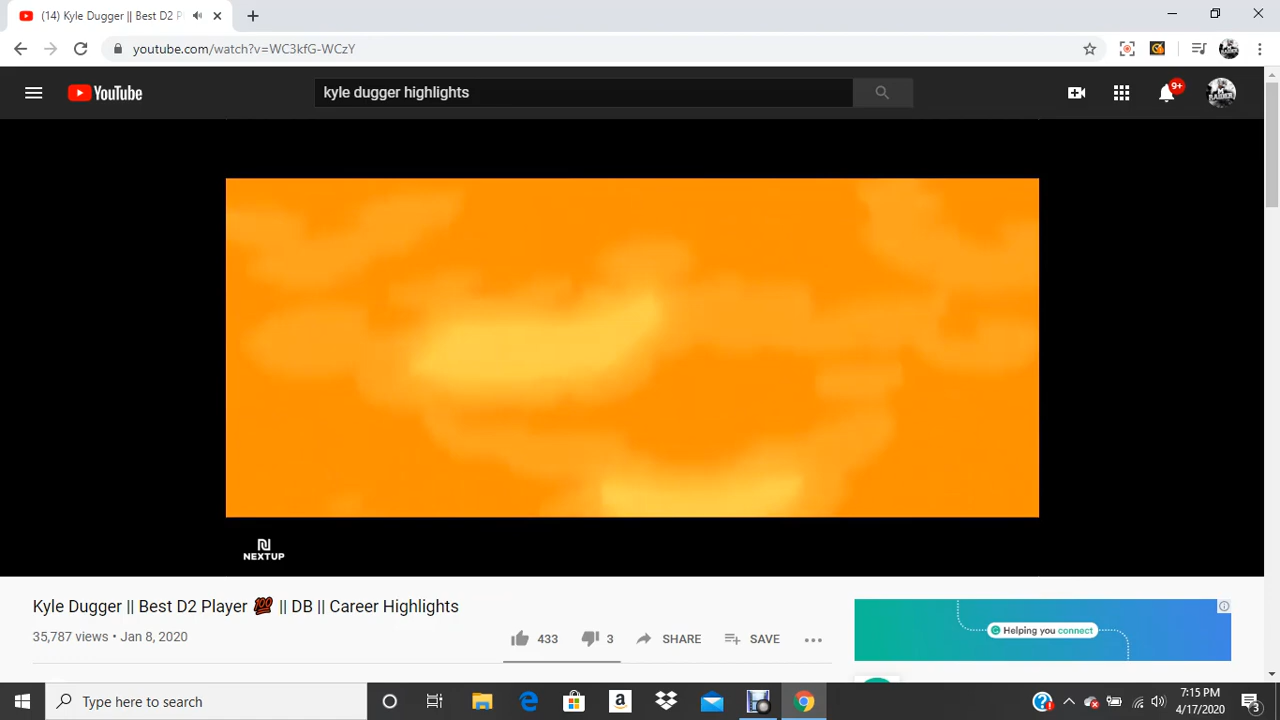 (14) Kyle Dugger || Best D2 P
youtube.com/watch?v=WC3kfG-WCzY
YouTube
kyle dugger highlights
9+
NEXTUP
Kyle Dugger || Best D2 Player 💯 || DB || Career Highlights
35,787 views • Jan 8, 2020
433
3
SHARE
SAVE
Helping you connect
Type here to search
7:15 PM
4/17/2020
3